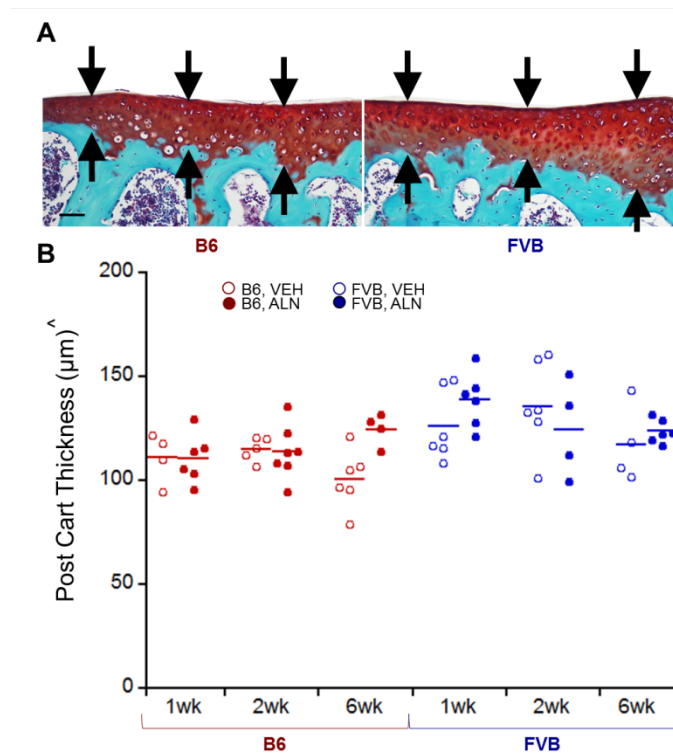 A
B6 FVB
B
200
B6, VEH FVB, VEH
B6, ALN FVB, ALN
150
100
50
0
Post Cart Thickness (µm)^
1wk 2wk 6wk 1wk 2wk 6wk
B6 FVB